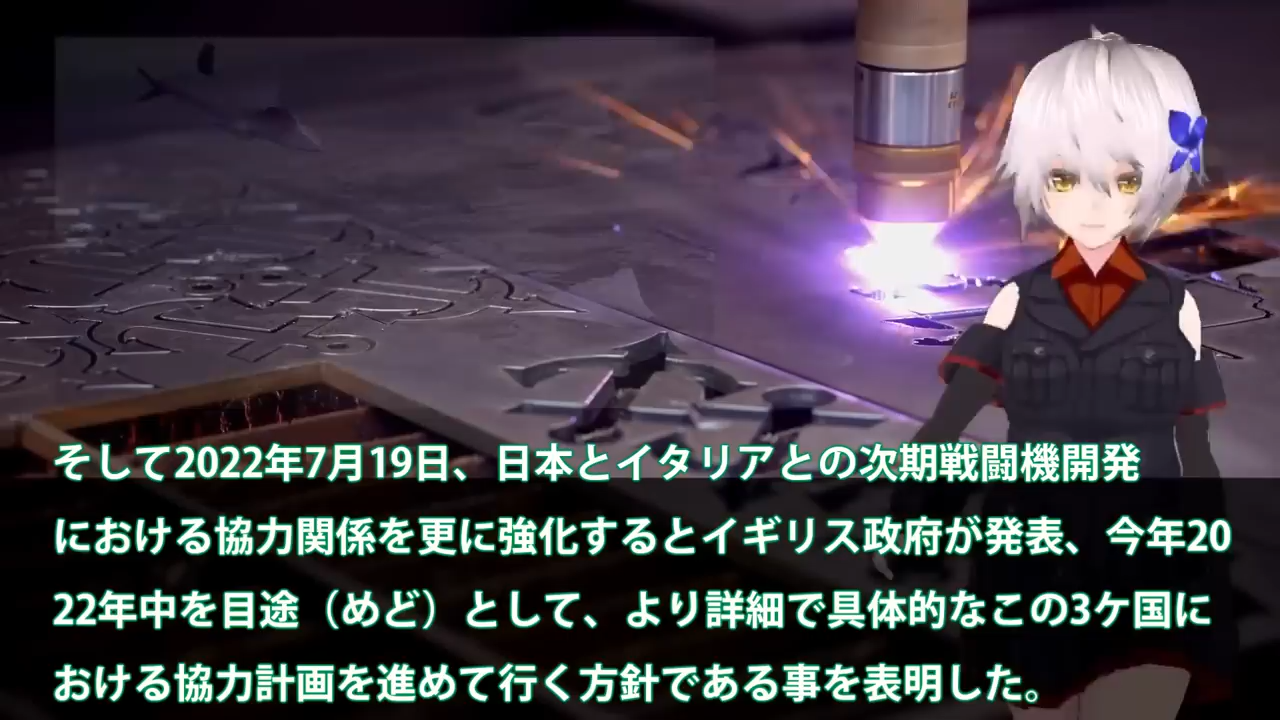 そして2022年7月19日、日本とイタリアとの次期戦闘機開発
における協力関係を更に強化するとイギリス政府が発表、今年20
22年中を目途（めど）として、より詳細で具体的なこの3ケ国に
おける協力計画を進めて行く方針である事を表明した。